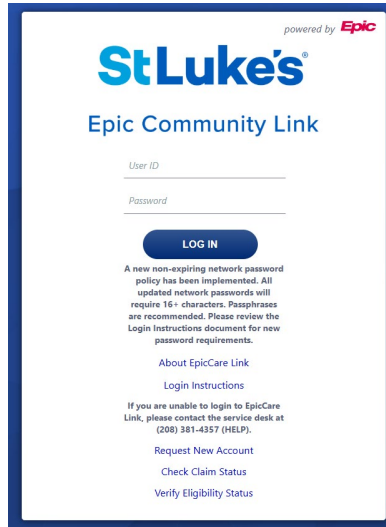 powered by Epic
StLuke's®
Epic Community Link
User ID
Password
LOG IN
A new non-expiring network password
policy has been implemented. All
updated network passwords will
require 16+ characters. Passphrases
are recommended. Please review the
Login Instructions document for new
password requirements.
About EpicCare Link
Login Instructions
If you are unable to login to EpicCare
Link, please contact the service desk at
(208) 381-4357 (HELP).
Request New Account
Check Claim Status
Verify Eligibility Status